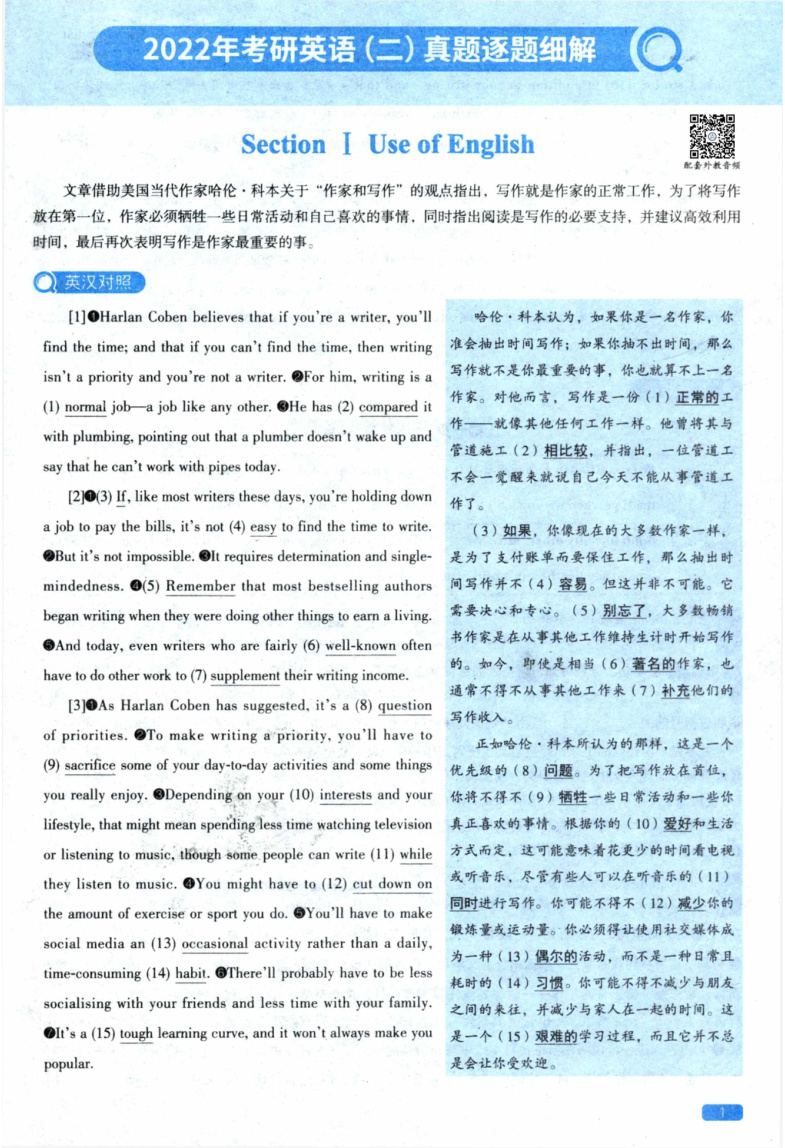 2022年考研英语（二）真题逐题细解
Section Ⅰ Use of English
配套外教音频
文章借助美国当代作家哈伦·科本关于“作家和写作”的观点指出，写作就是作家的正常工作，为了将写作
放在第一位，作家必须牺牲一些日常活动和自己喜欢的事情，同时指出阅读是写作的必要支持，并建议高效利用
时间，最后再次表明写作是作家最重要的事。
英汉对照
[1]❶Harlan Coben believes that if you're a writer, you'll
find the time; and that if you can't find the time, then writing
isn't a priority and you're not a writer. ❷For him, writing is a
(1) normal job—a job like any other. ❸He has (2) compared it
with plumbing, pointing out that a plumber doesn't wake up and
say that he can't work with pipes today.
[2]❶(3) If, like most writers these days, you're holding down
a job to pay the bills, it's not (4) easy to find the time to write.
❷But it's not impossible. ❸It requires determination and single-
mindedness. ❹(5) Remember that most bestselling authors
began writing when they were doing other things to earn a living.
❺And today, even writers who are fairly (6) well-known often
have to do other work to (7) supplement their writing income.
[3]❶As Harlan Coben has suggested, it's a (8) question
of priorities. ❷To make writing a priority, you'll have to
(9) sacrifice some of your day-to-day activities and some things
you really enjoy. ❸Depending on your (10) interests and your
lifestyle, that might mean spending less time watching television
or listening to music, though some people can write (11) while
they listen to music. ❹You might have to (12) cut down on
the amount of exercise or sport you do. ❺You'll have to make
social media an (13) occasional activity rather than a daily,
time-consuming (14) habit. ❻There'll probably have to be less
socialising with your friends and less time with your family.
❼It's a (15) tough learning curve, and it won't always make you
popular.
哈伦·科本认为，如果你是一名作家，你
准会抽出时间写作；如果你抽不出时间，那么
写作就不是你最重要的事，你也就算不上一名
作家。对他而言，写作是一份（1）正常的工
作——就像其他任何工作一样。他曾将其与
管道施工（2）相比较，并指出，一位管道工
不会一觉醒来就说自己今天不能从事管道工
作了。
（3）如果，你像现在的大多数作家一样，
是为了支付账单而要保住工作，那么抽出时
间写作并不（4）容易。但这并非不可能。它
需要决心和专心。（5）别忘了，大多数畅销
书作家是在从事其他工作维持生计时开始写作
的。如今，即使是相当（6）著名的作家，也
通常不得不从事其他工作来（7）补充他们的
写作收入。
正如哈伦·科本所认为的那样，这是一个
优先级的（8）问题。为了把写作放在首位，
你将不得不（9）牺牲一些日常活动和一些你
真正喜欢的事情。根据你的（10）爱好和生活
方式而定，这可能意味着花更少的时间看电视
或听音乐，尽管有些人可以在听音乐的（11）
同时进行写作。你可能不得不（12）减少你的
锻炼量或运动量。你必须得让使用社交媒体成
为一种（13）偶尔的活动，而不是一种日常且
耗时的（14）习惯。你可能不得不减少与朋友
之间的来往，并减少与家人在一起的时间。这
是一个（15）艰难的学习过程，而且它并不总
是会让你受欢迎。
1